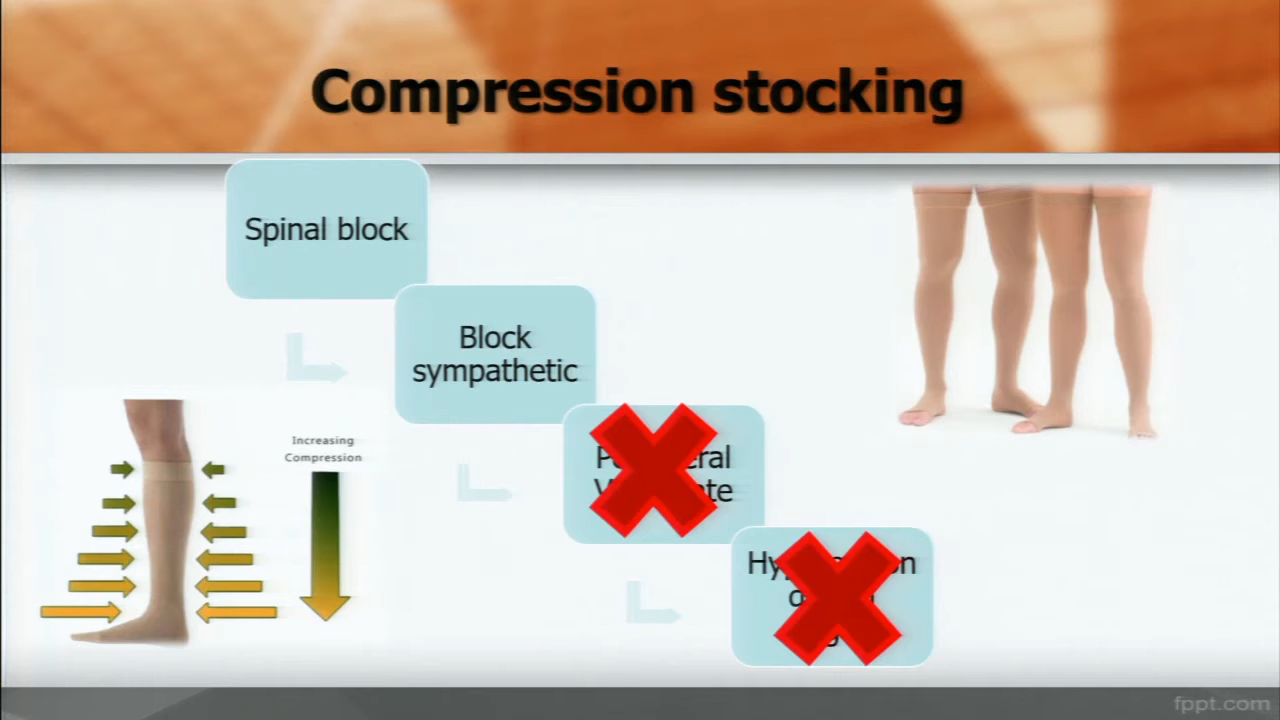 Compression stocking
Spinal block
Block
sympathetic
Increasing
Compression
fppt.com